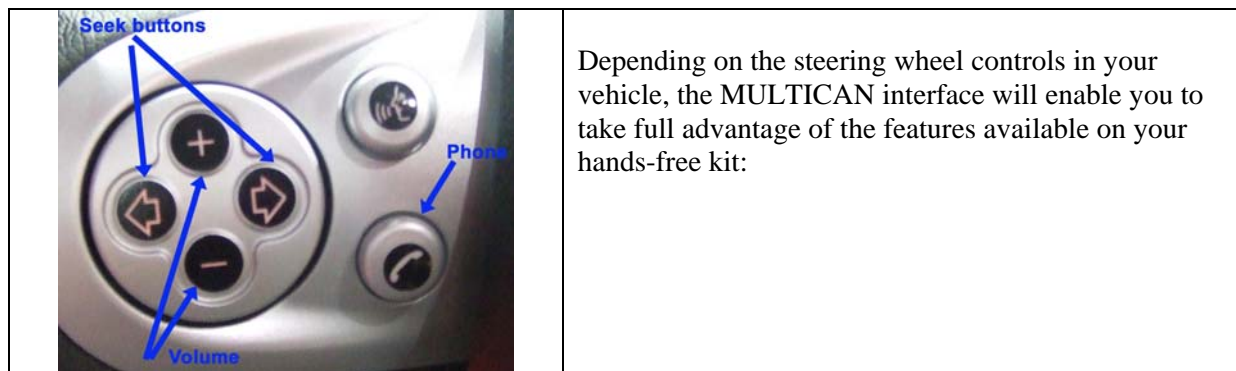 Seek buttons
+
Phone
−
Volume
Depending on the steering wheel controls in your
vehicle, the MULTICAN interface will enable you to
take full advantage of the features available on your
hands-free kit: